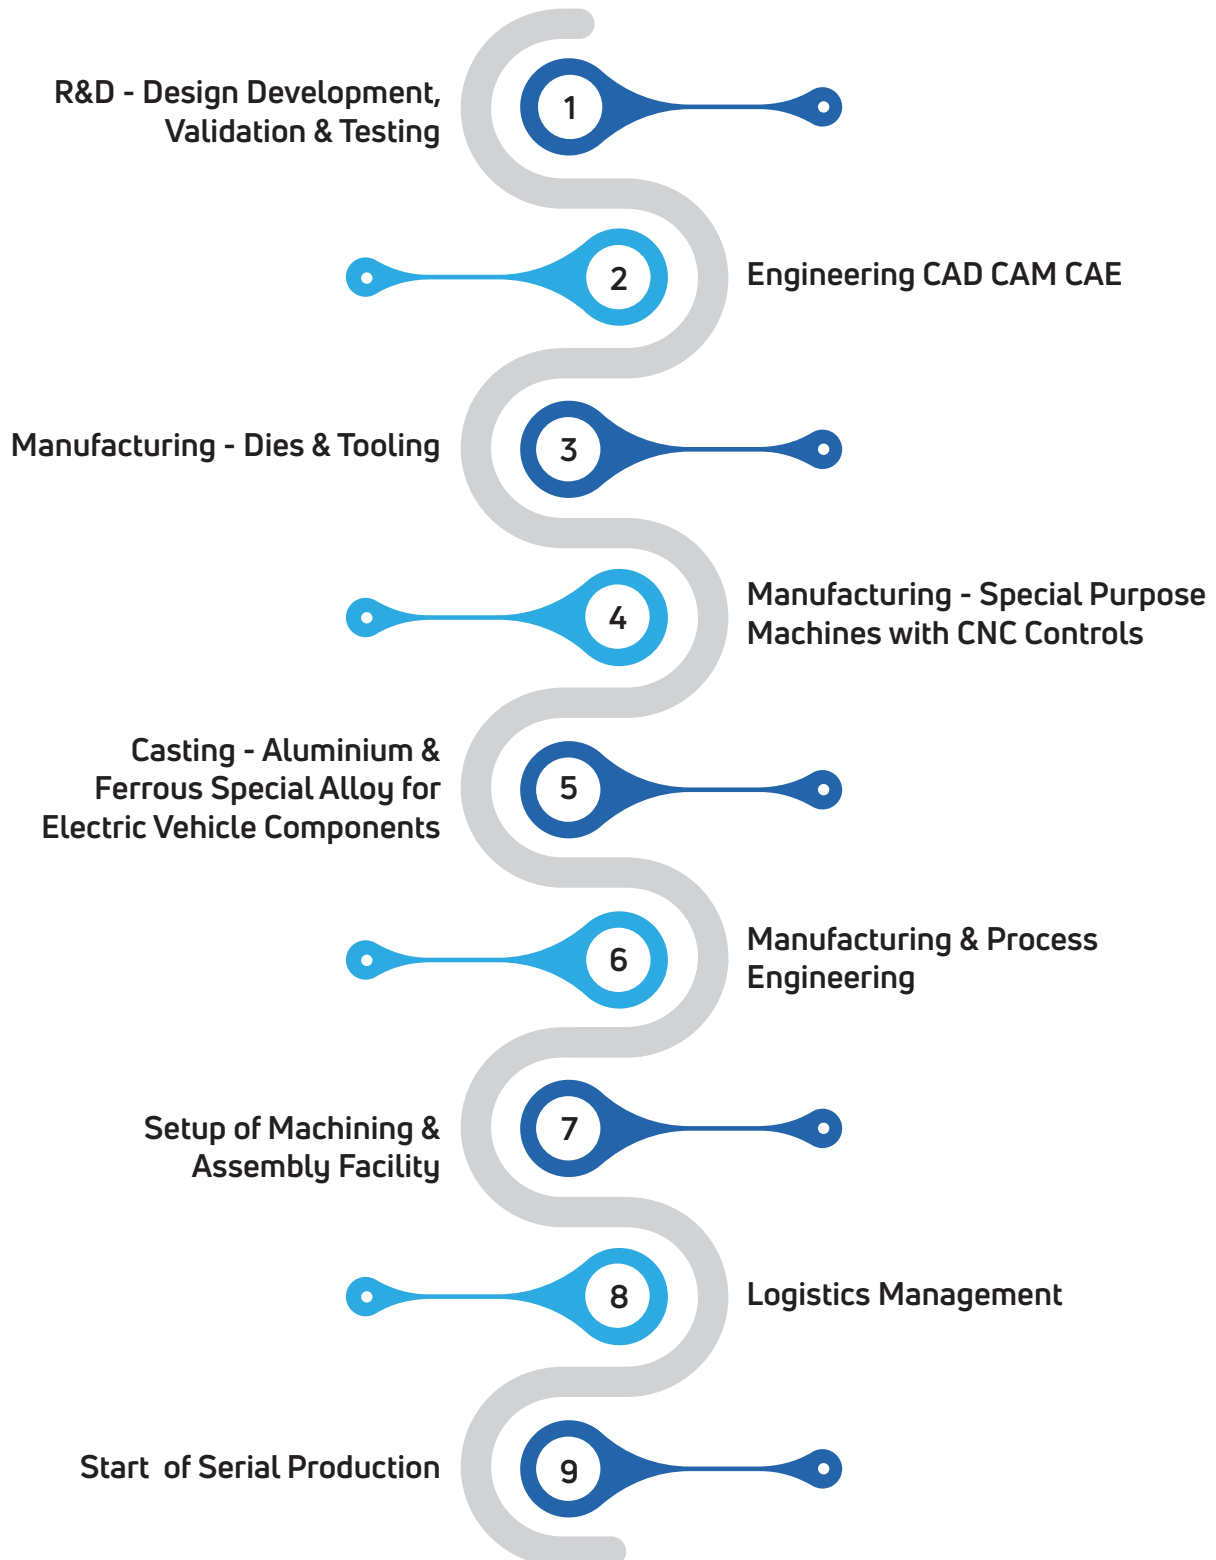 R&D - Design Development,
Validation & Testing
1
2
Engineering CAD CAM CAE
Manufacturing - Dies & Tooling
3
4
Manufacturing - Special Purpose
Machines with CNC Controls
Casting - Aluminium &
Ferrous Special Alloy for
Electric Vehicle Components
5
6
Manufacturing & Process
Engineering
Setup of Machining &
Assembly Facility
7
8
Logistics Management
Start of Serial Production
9